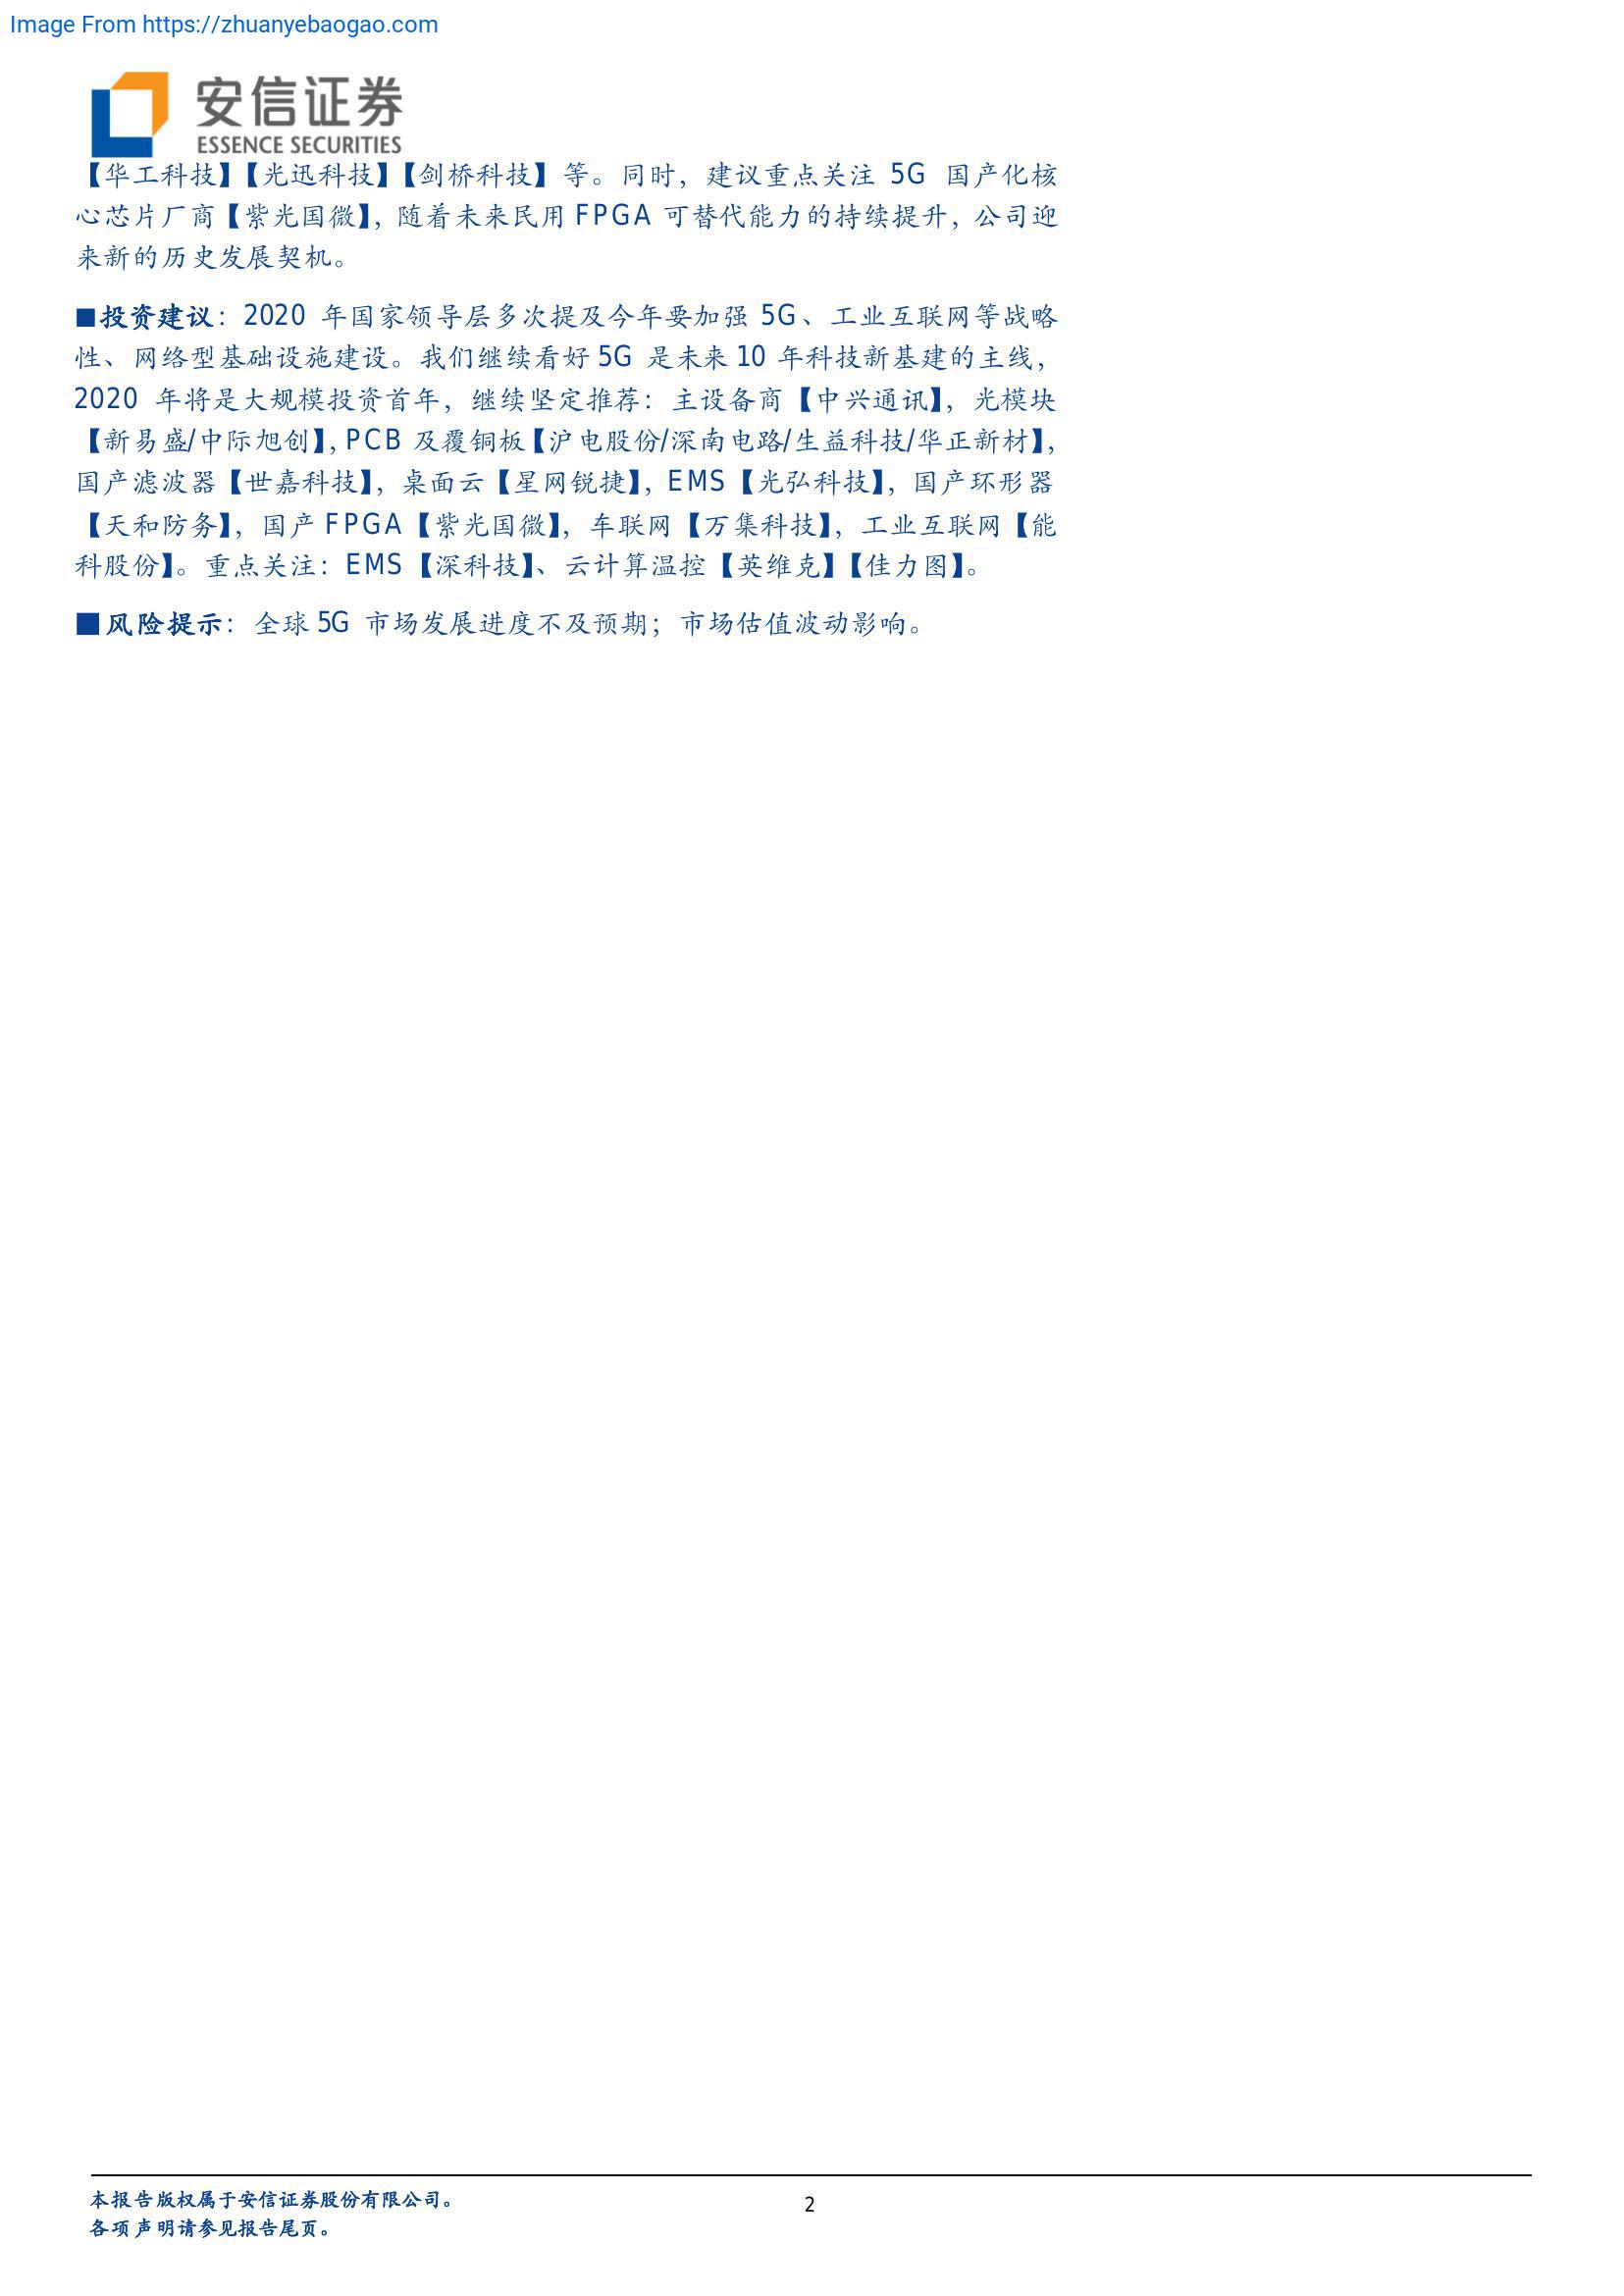 Image From https://zhuanyebaogao.com
安信证券
ESSENCE SECURITIES
【华工科技】【光迅科技】【剑桥科技】等。同时，建议重点关注 5G 国产化核
心芯片厂商【紫光国微】，随着未来民用 FPGA 可替代能力的持续提升，公司迎
来新的历史发展契机。
■投资建议：2020 年国家领导层多次提及今年要加强 5G、工业互联网等战略
性、网络型基础设施建设。我们继续看好 5G 是未来 10 年科技新基建的主线，
2020 年将是大规模投资首年，继续坚定推荐：主设备商【中兴通讯】，光模块
【新易盛/中际旭创】，PCB 及覆铜板【沪电股份/深南电路/生益科技/华正新材】，
国产滤波器【世嘉科技】，桌面云【星网锐捷】，EMS【光弘科技】，国产环形器
【天和防务】，国产 FPGA【紫光国微】，车联网【万集科技】，工业互联网【能
科股份】。重点关注：EMS【深科技】、云计算温控【英维克】【佳力图】。
■风险提示：全球 5G 市场发展进度不及预期；市场估值波动影响。
本报告版权属于安信证券股份有限公司。
2
各项声明请参见报告尾页。